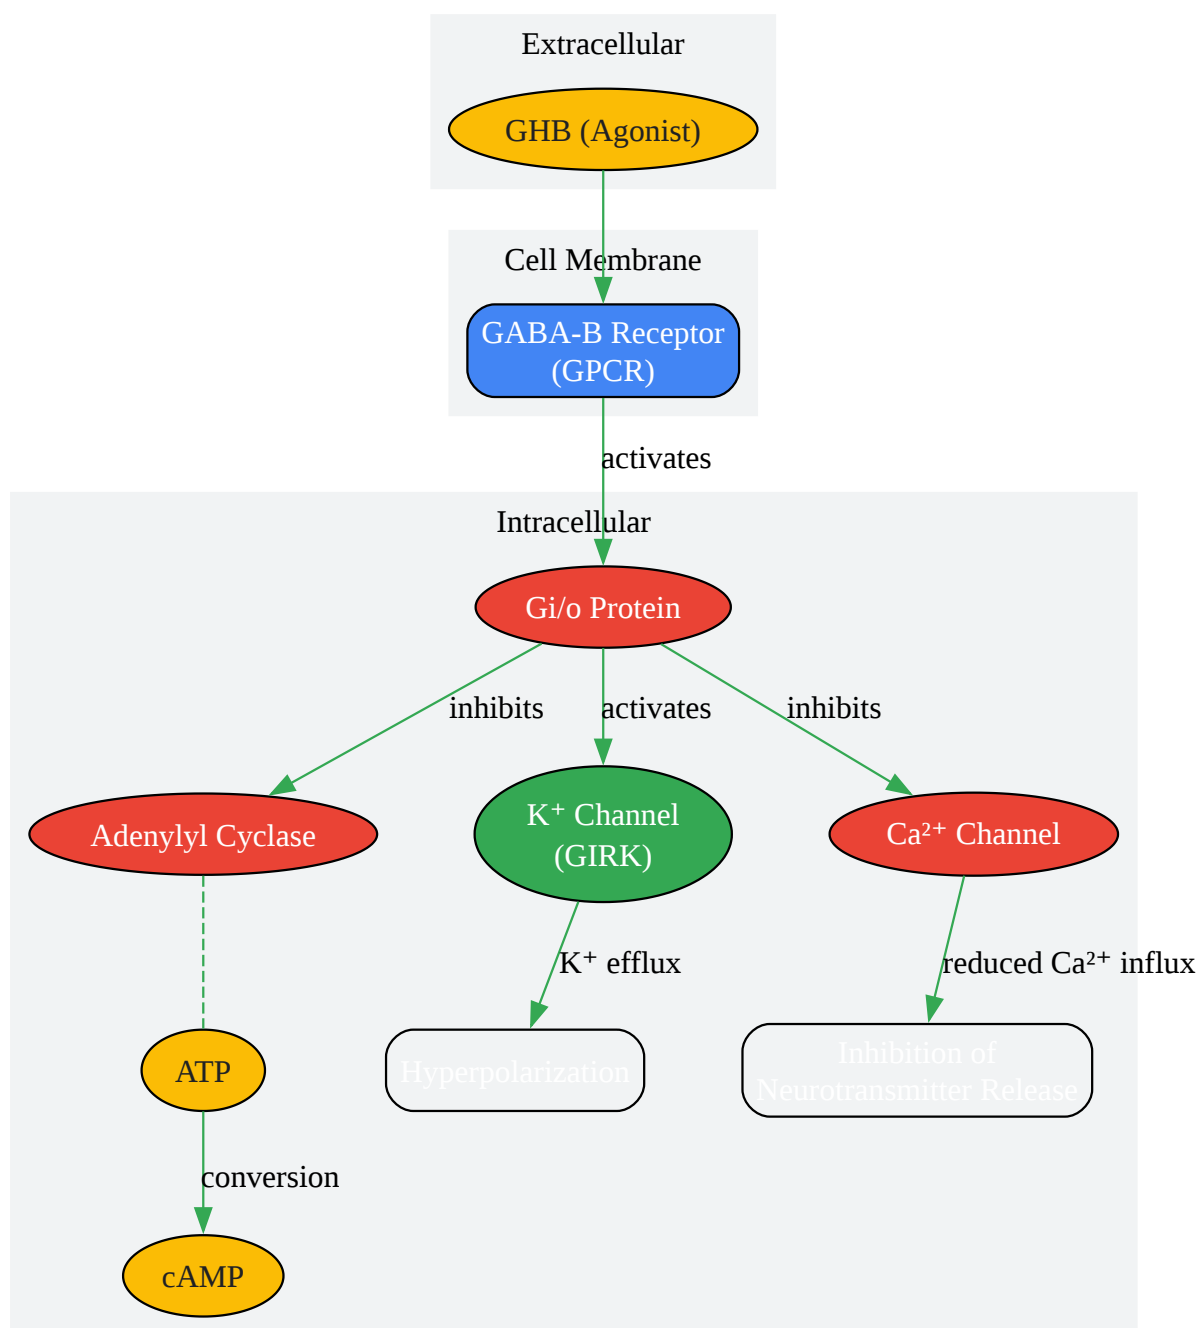 Extracellular
GHB (Agonist)
Cell Membrane
GABA-B Receptor
(GPCR)
activates
Intracellular
Gi/o Protein
inhibits
activates
inhibits
Adenylyl Cyclase
K⁺ Channel
(GIRK)
Ca²⁺ Channel
K⁺ efflux
reduced Ca²⁺ influx
ATP
Hyperpolarization
Inhibition of
Neurotransmitter Release
conversion
cAMP